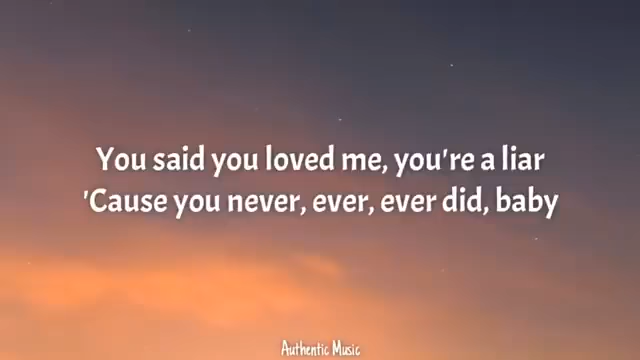 You said you loved me, you're a liar
'Cause you never, ever, ever did, baby
Authentic Music